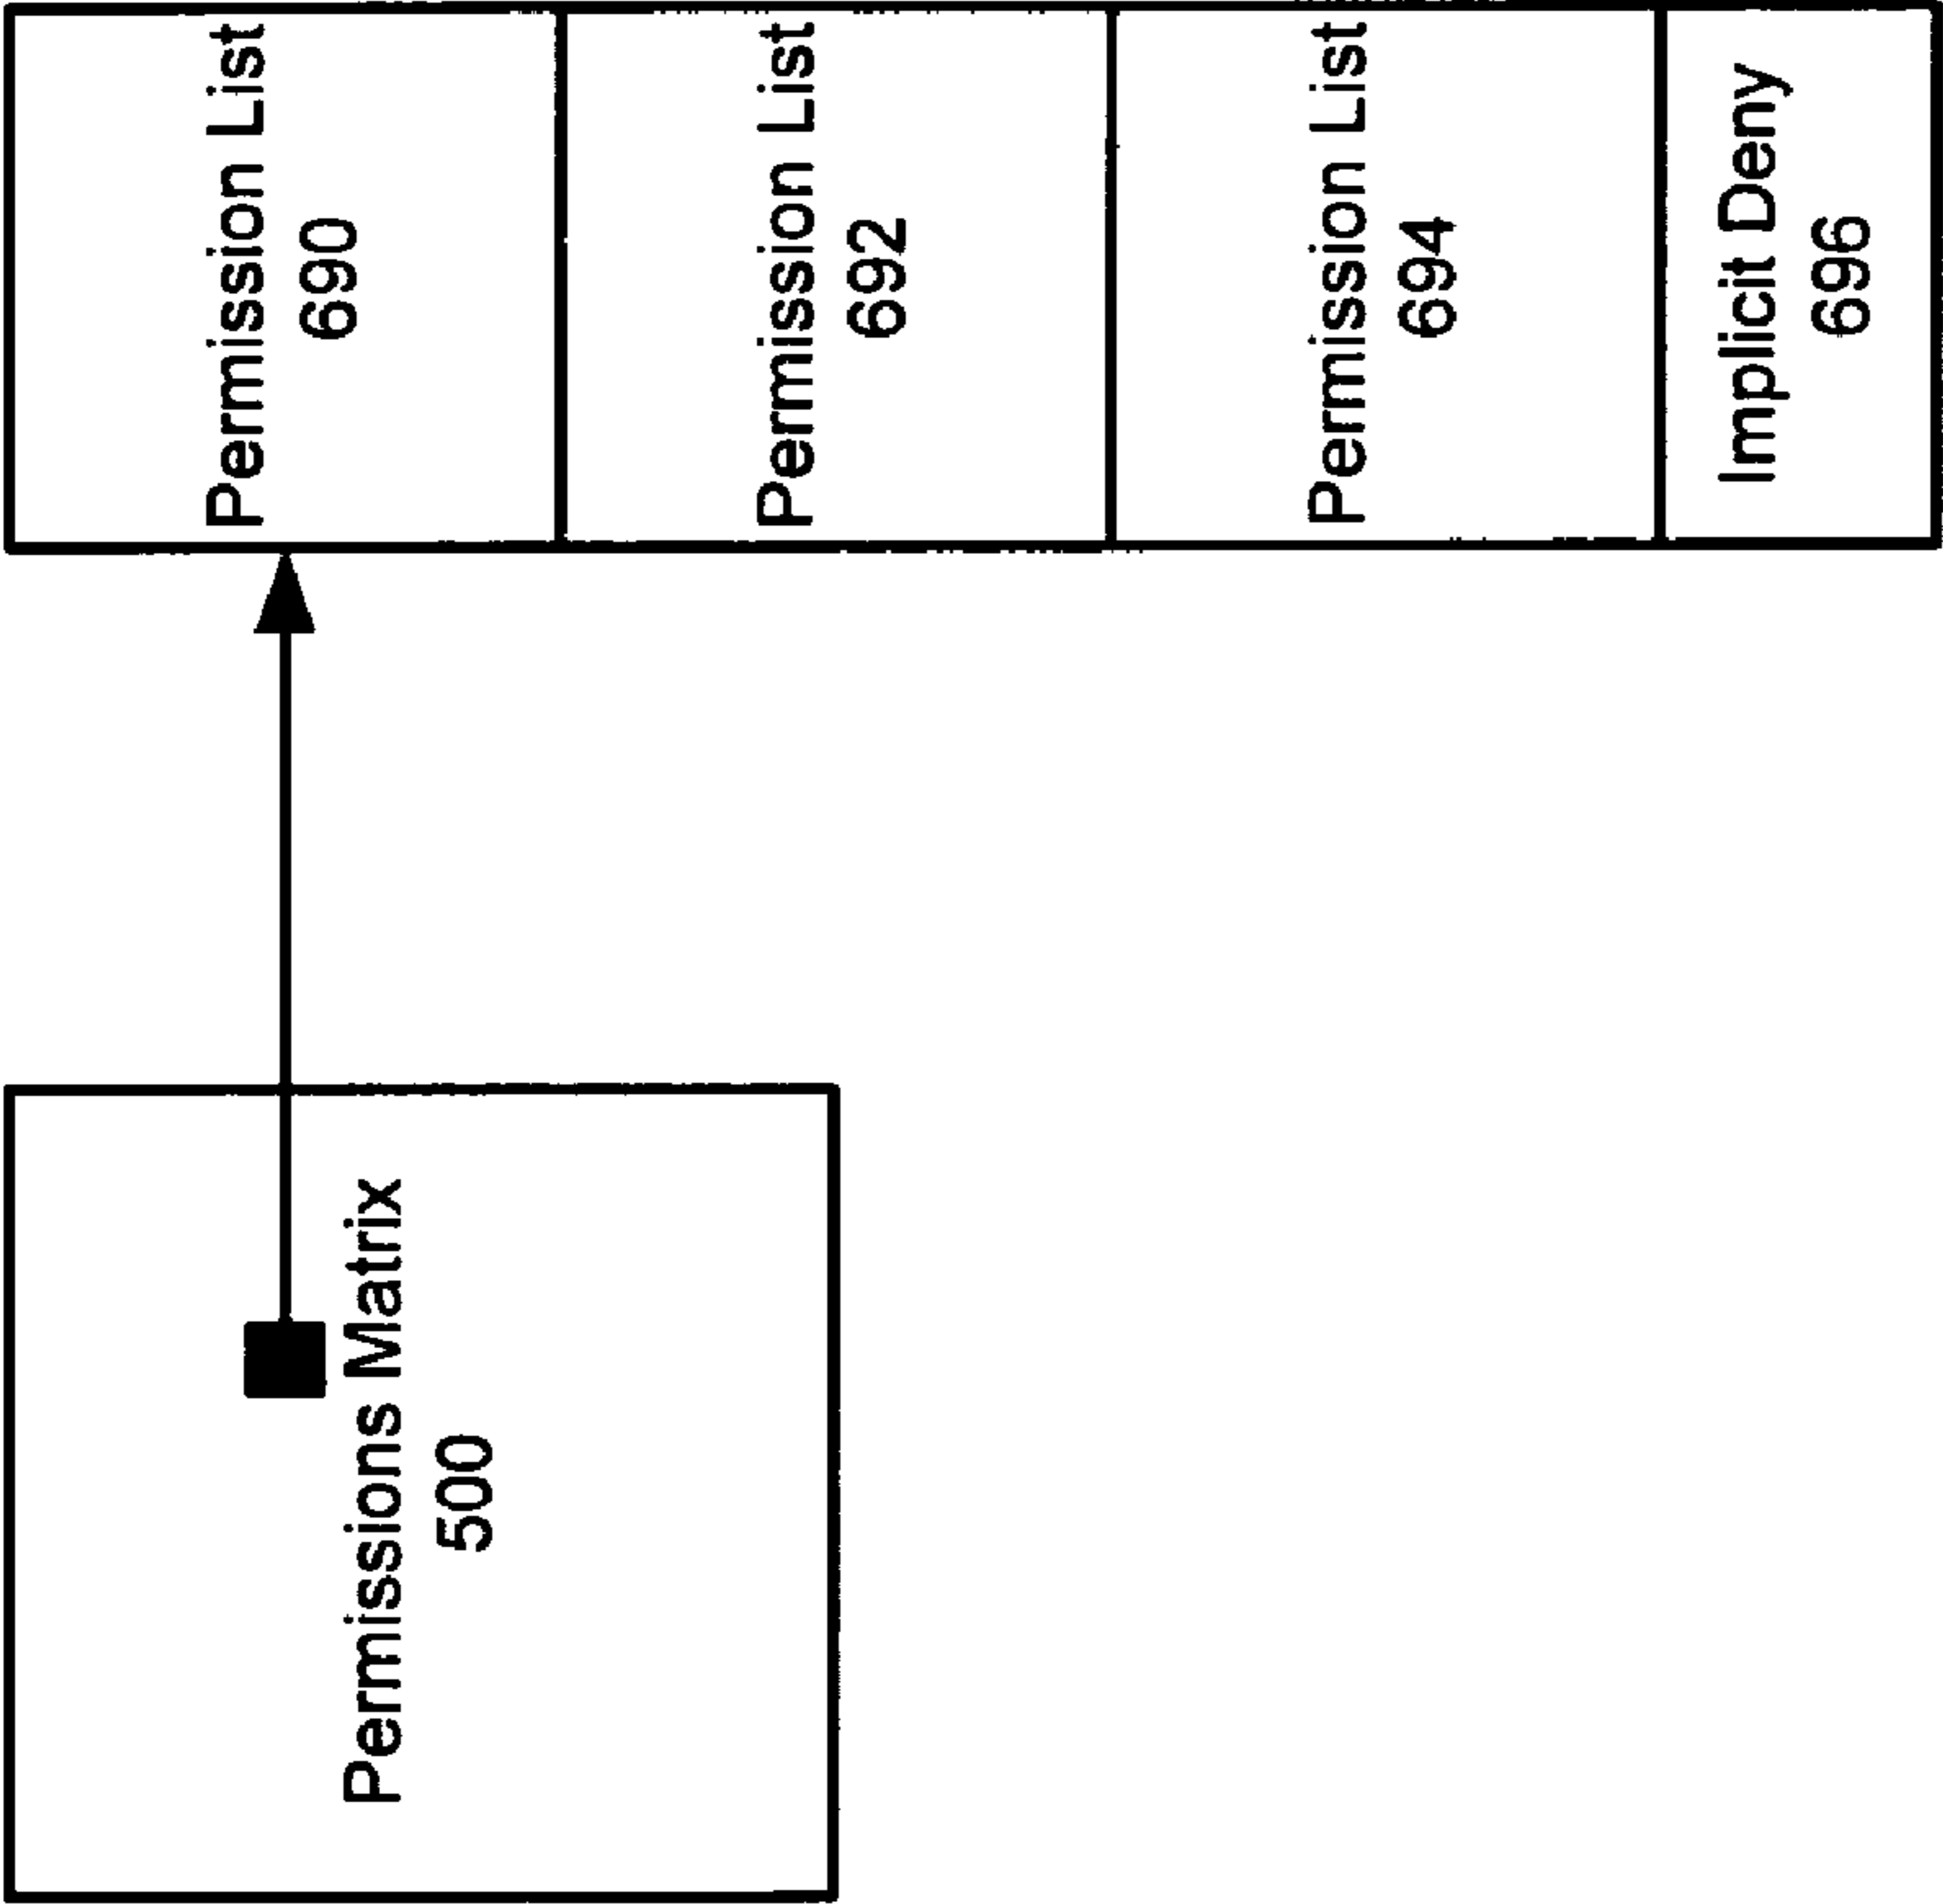 Permissions Matrix
500
Permission List
690
Permission List
692
Permission List
694
Implicit Deny
696